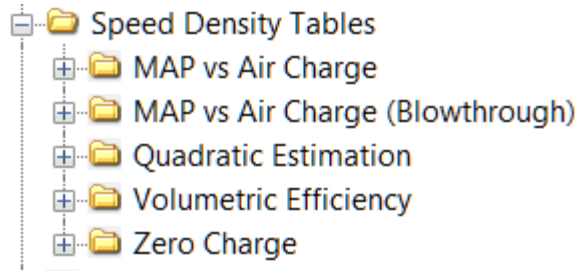 Speed Density Tables
MAP vs Air Charge
MAP vs Air Charge (Blowthrough)
Quadratic Estimation
Volumetric Efficiency
Zero Charge